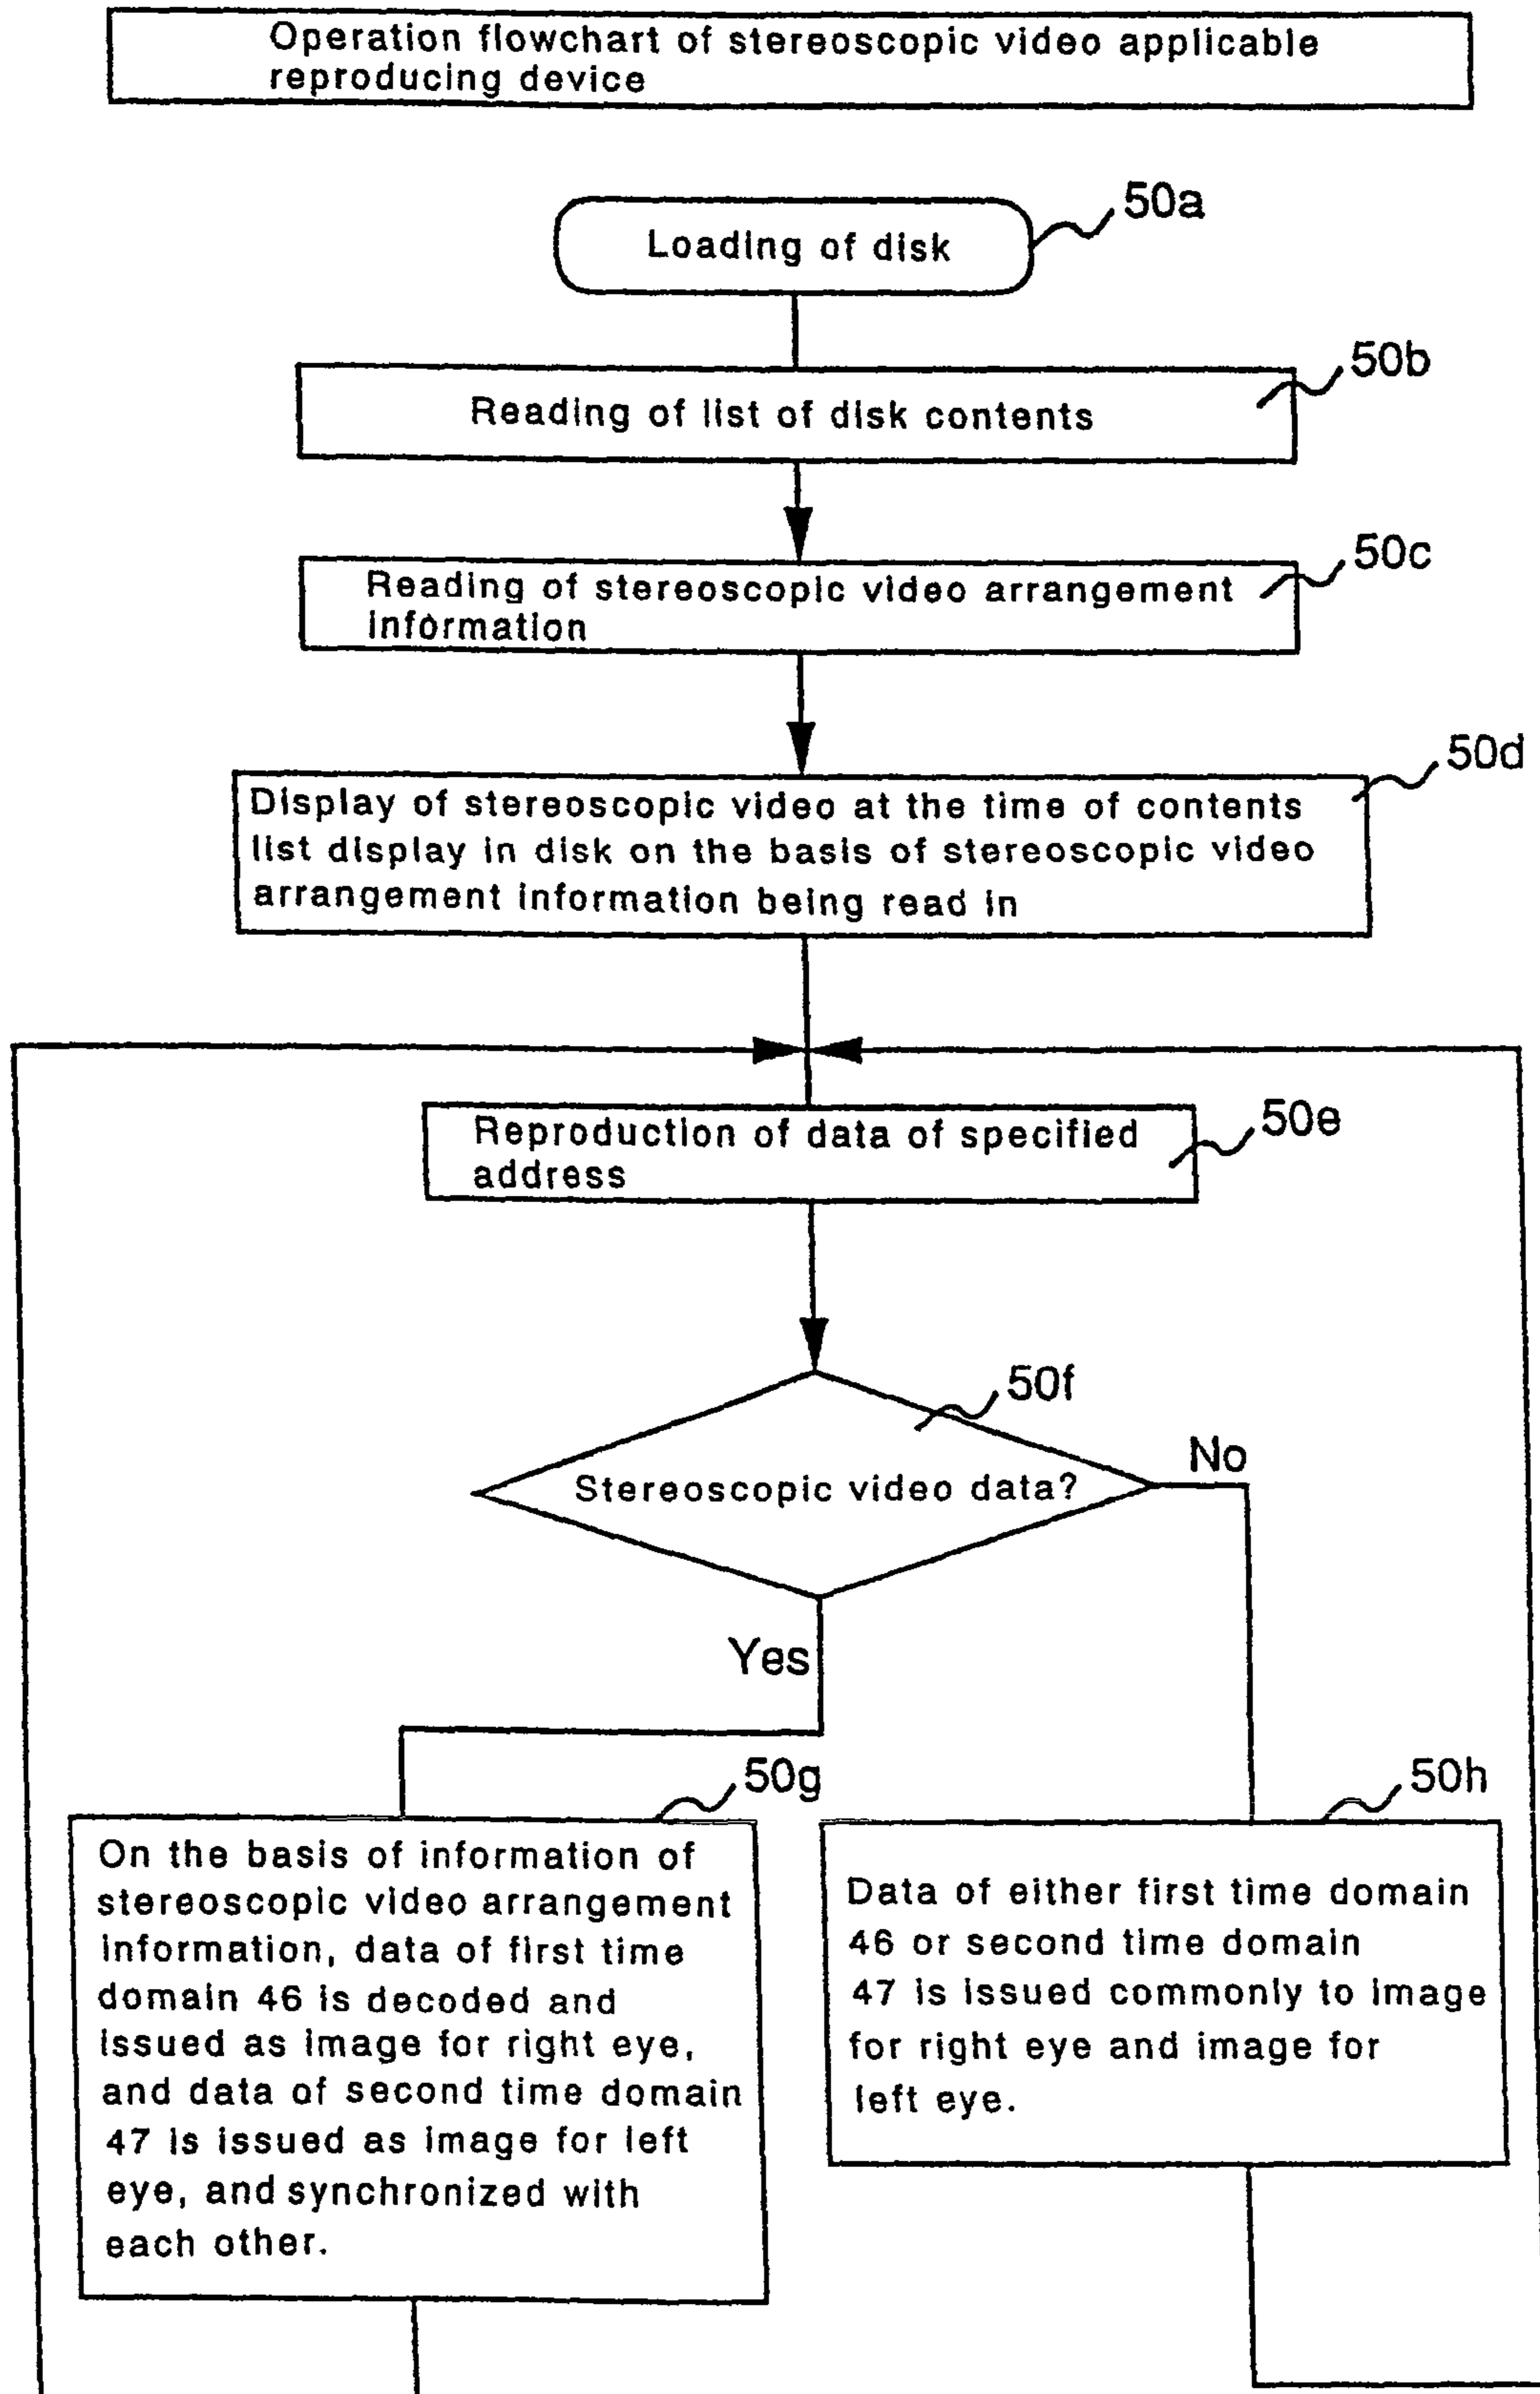 Operation flowchart of stereoscopic video applicable
reproducing device
50a
Loading of disk
50b
Reading of list of disk contents
50c
Reading of stereoscopic video arrangement
information
50d
Display of stereoscopic video at the time of contents
list display in disk on the basis of stereoscopic video
arrangement information being read in
50e
Reproduction of data of specified
address
50f
Stereoscopic video data?
No
Yes
50g
On the basis of information of
stereoscopic video arrangement
information, data of first time
domain 46 is decoded and
issued as image for right eye,
and data of second time domain
47 is issued as image for left
eye, and synchronized with
each other.
50h
Data of either first time domain
46 or second time domain
47 is issued commonly to image
for right eye and image for
left eye.